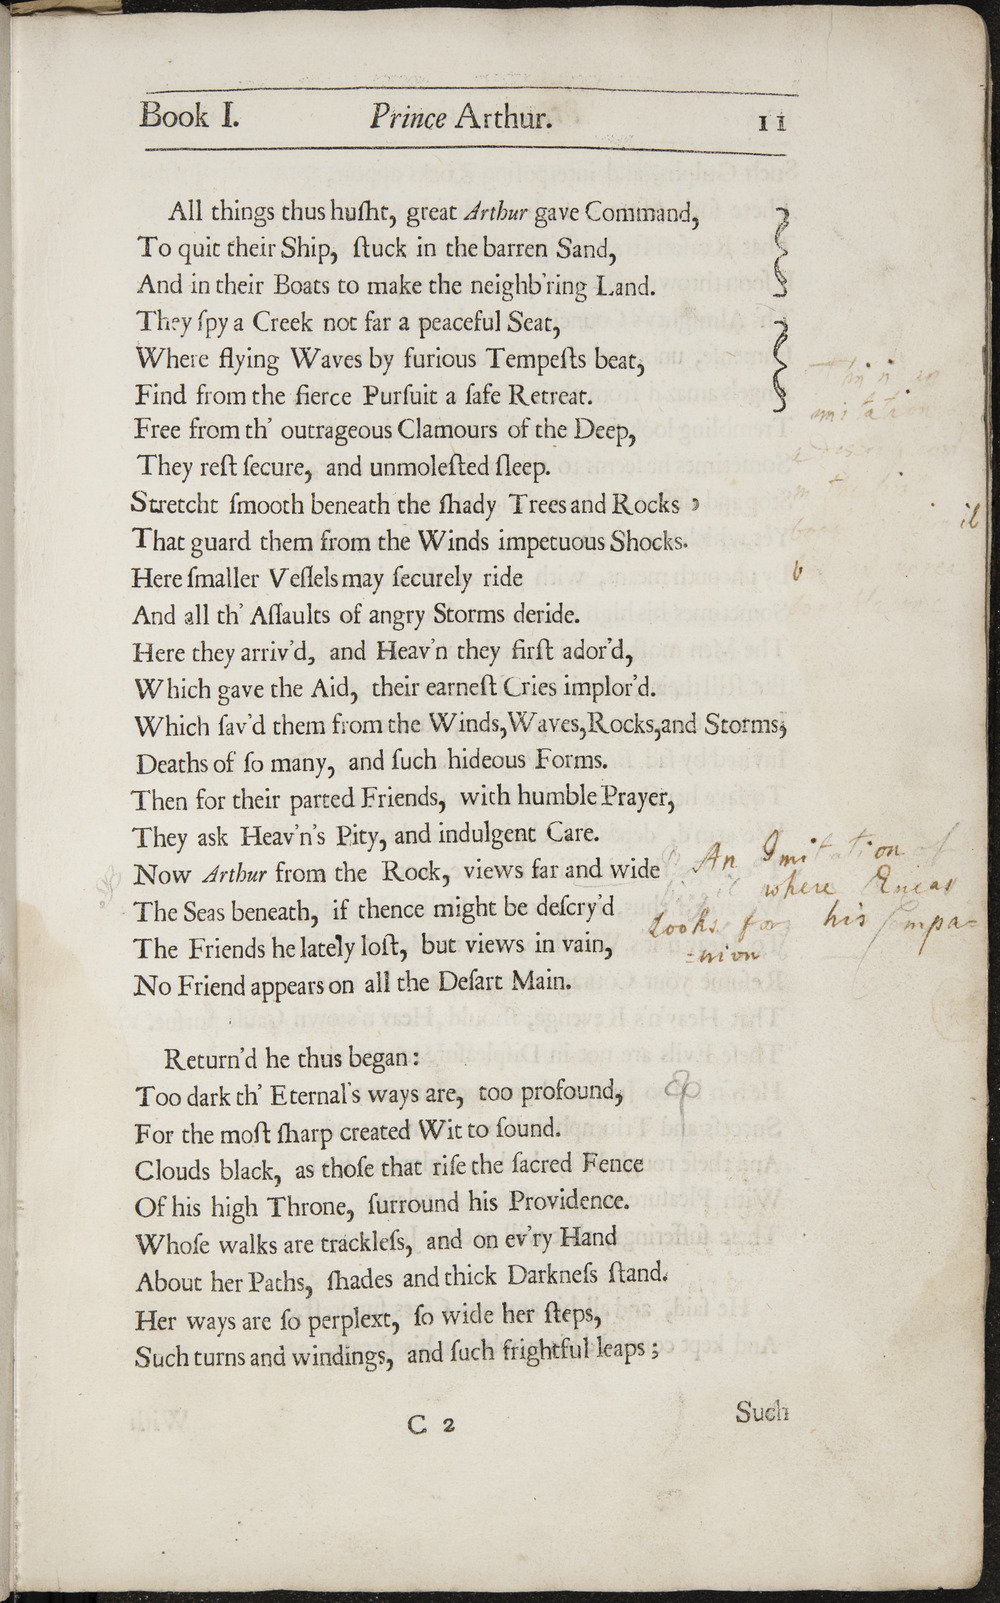 Book I. Prince Arthur. 11
All things thus huſht, great Arthur gave Command,
To quit their Ship, ſtuck in the barren Sand,
And in their Boats to make the neighb'ring Land.
They ſpy a Creek not far a peaceful Seat,
Where flying Waves by furious Tempeſts beat,
Find from the fierce Purſuit a ſafe Retreat.
Free from th' outrageous Clamours of the Deep,
They reſt ſecure, and unmoleſted ſleep.
Stretcht ſmooth beneath the ſhady Trees and Rocks
That guard them from the Winds impetuous Shocks.
Here ſmaller Veſſels may ſecurely ride
And all th' Aſſaults of angry Storms deride.
Here they arriv'd, and Heav'n they firſt ador'd,
Which gave the Aid, their earneſt Cries implor'd.
Which ſav'd them from the Winds, Waves, Rocks, and Storms;
Deaths of ſo many, and ſuch hideous Forms.
Then for their parted Friends, with humble Prayer,
They ask Heav'n's Pity, and indulgent Care.
Now Arthur from the Rock, views far and wide
The Seas beneath, if thence might be deſcry'd
The Friends he lately loſt, but views in vain,
No Friend appears on all the Deſart Main.
Return'd he thus began:
Too dark th' Eternal's ways are, too profound,
For the moſt ſharp created Wit to ſound.
Clouds black, as thoſe that riſe the ſacred Fence
Of his high Throne, ſurround his Providence.
Whoſe walks are trackleſs, and on ev'ry Hand
About her Paths, ſhades and thick Darkneſs ſtand.
Her ways are ſo perplext, ſo wide her ſteps,
Such turns and windings, and ſuch frightful leaps;
C 2 Such
This is an
imitation
An Imitation of
where Æneas
Looks for his Compa=
=nion